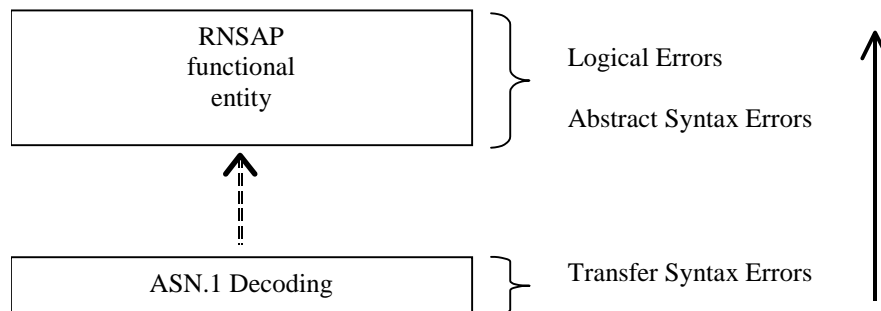 RNSAP
functional
entity
Logical Errors
Abstract Syntax Errors
ASN.1 Decoding
Transfer Syntax Errors